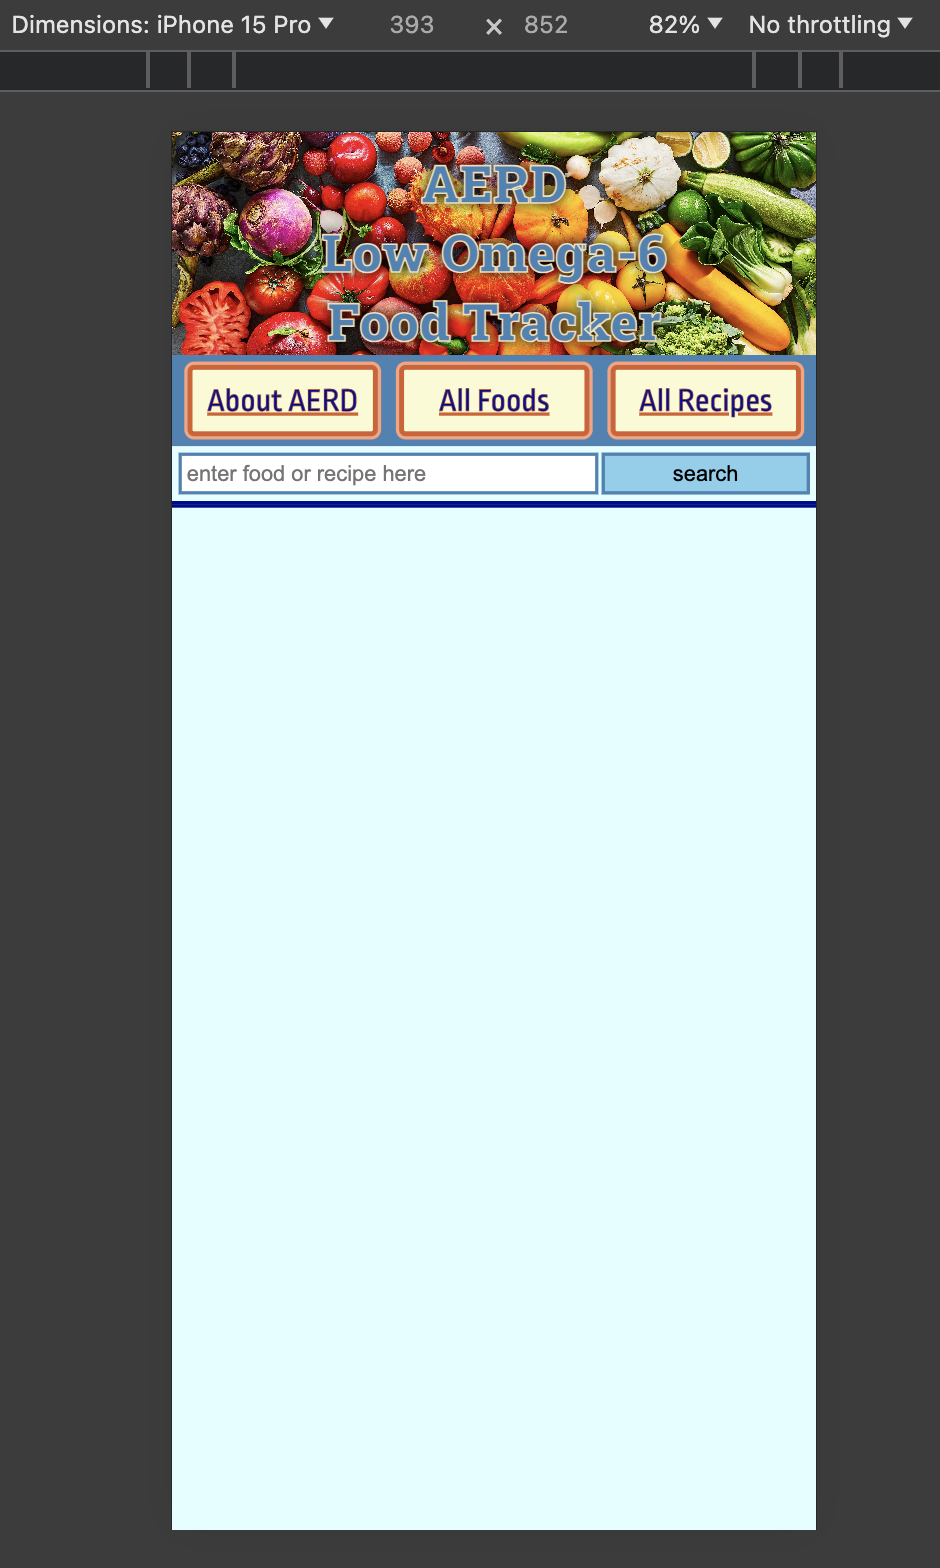 Dimensions: iPhone 15 Pro ▼ 393 × 852 82% ▼ No throttling ▼
AERD
Low Omega-6
Food Tracker
About AERD All Foods All Recipes
enter food or recipe here search